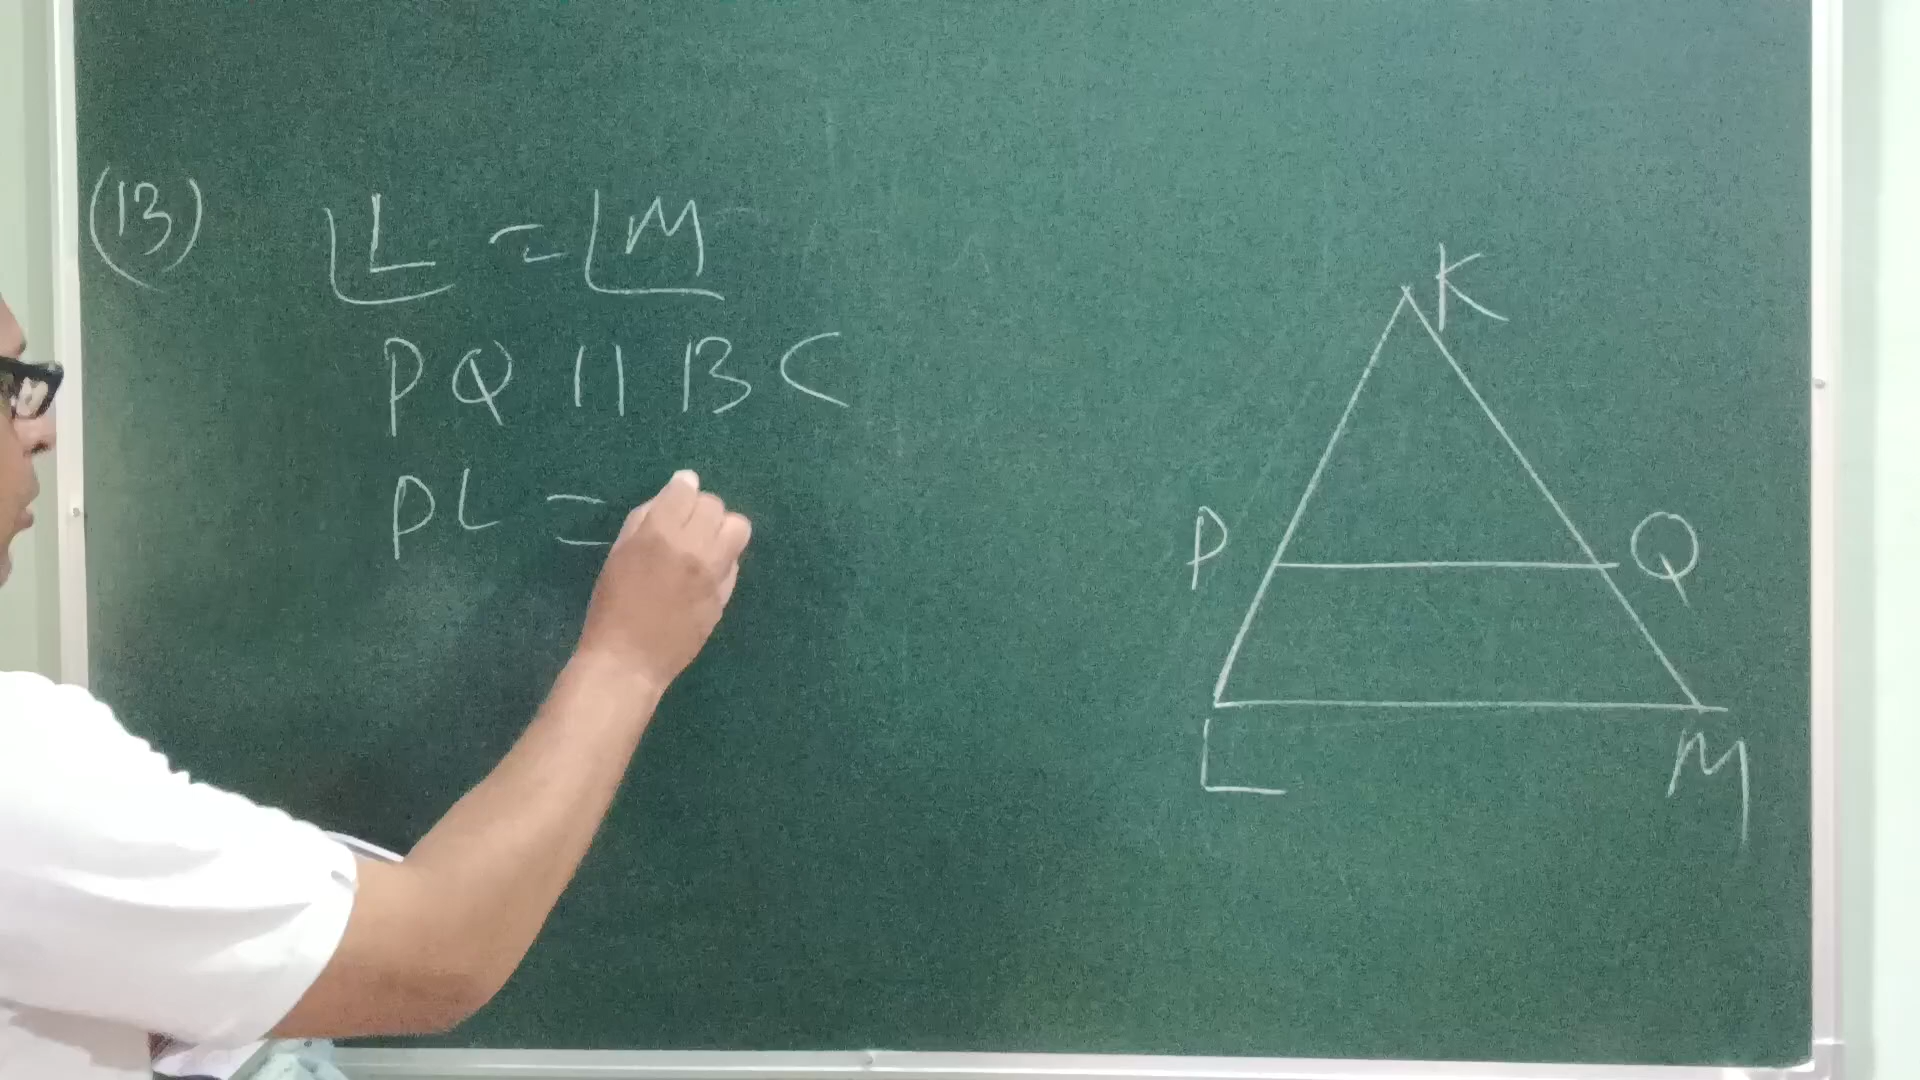 (13) ∠L = ∠M
PQ || BC
PL =
K
P Q
L M